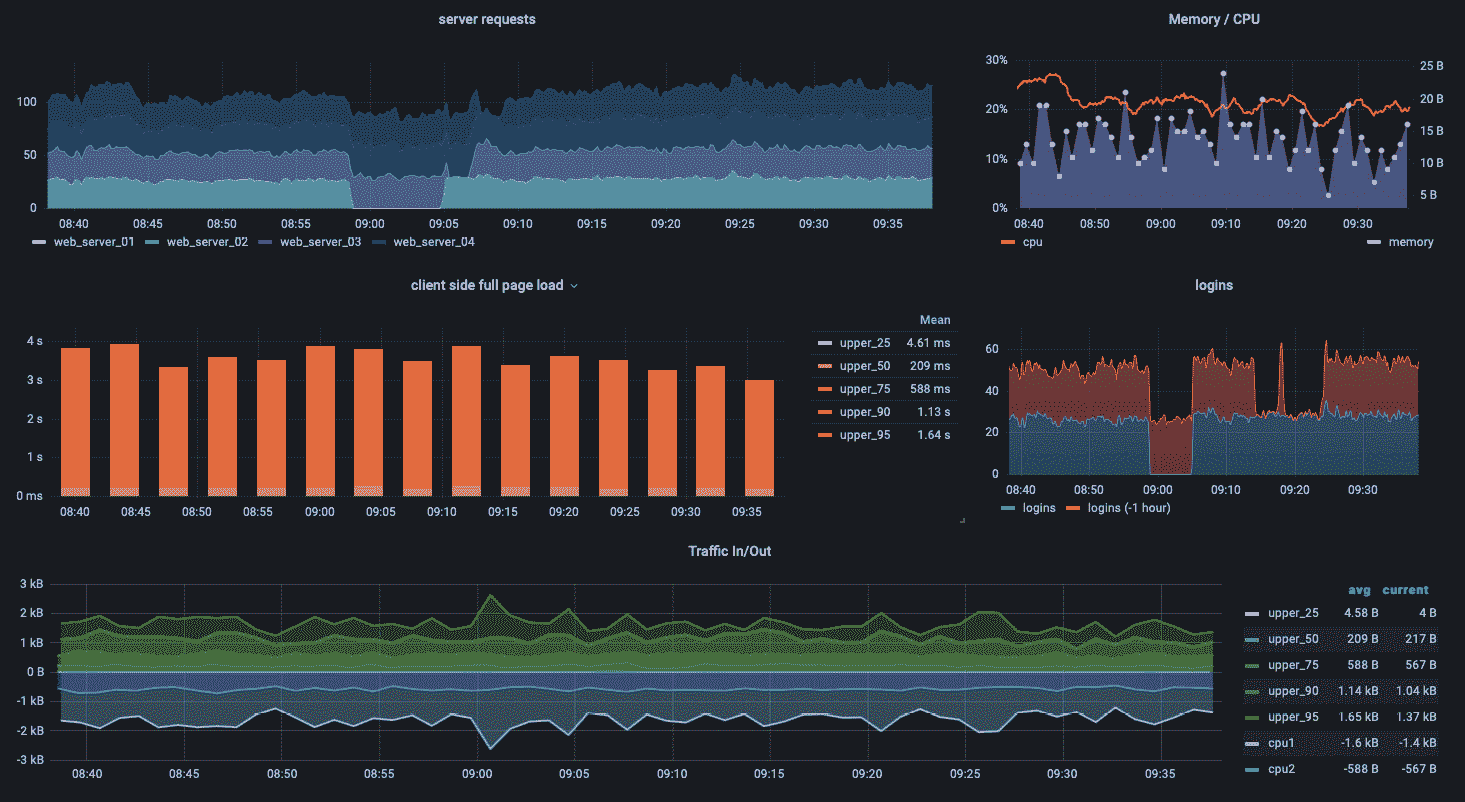 server requests
100
50
0
08:40 08:45 08:50 08:55 09:00 09:05 09:10 09:15 09:20 09:25 09:30 09:35
web_server_01 web_server_02 web_server_03 web_server_04
Memory / CPU
30% 25 B
20% 20 B
15 B
10% 10 B
5 B
0%
08:40 08:50 09:00 09:10 09:20 09:30
cpu memory
client side full page load
4 s
3 s
2 s
1 s
0 ms
08:40 08:45 08:50 08:55 09:00 09:05 09:10 09:15 09:20 09:25 09:30 09:35
Mean
upper_25 4.61 ms
upper_50 209 ms
upper_75 588 ms
upper_90 1.13 s
upper_95 1.64 s
logins
60
40
20
0
08:40 08:50 09:00 09:10 09:20 09:30
logins logins (-1 hour)
Traffic In/Out
3 kB
2 kB
1 kB
0 B
-1 kB
-2 kB
-3 kB
08:40 08:45 08:50 08:55 09:00 09:05 09:10 09:15 09:20 09:25 09:30 09:35
avg current
upper_25 4.58 B 4 B
upper_50 209 B 217 B
upper_75 588 B 567 B
upper_90 1.14 kB 1.04 kB
upper_95 1.65 kB 1.37 kB
cpu1 -1.6 kB -1.4 kB
cpu2 -588 B -567 B